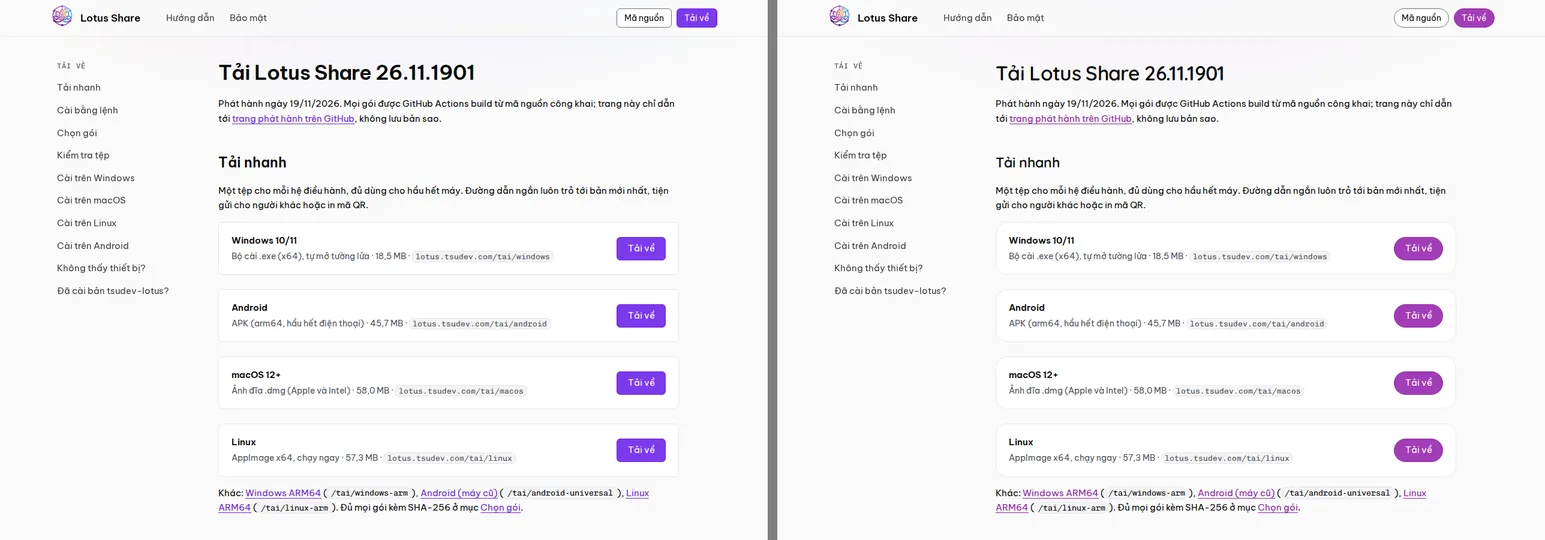 Lotus Share Hướng dẫn Bảo mật Mã nguồn Tải về
TẢI VỀ
Tải nhanh
Cài bằng lệnh
Chọn gói
Kiểm tra tệp
Cài trên Windows
Cài trên macOS
Cài trên Linux
Cài trên Android
Không thấy thiết bị?
Đã cài bản tsudev-lotus?
Tải Lotus Share 26.11.1901
Phát hành ngày 19/11/2026. Mọi gói được GitHub Actions build từ mã nguồn công khai; trang này chỉ dẫn
tới trang phát hành trên GitHub, không lưu bản sao.
Tải nhanh
Một tệp cho mỗi hệ điều hành, đủ dùng cho hầu hết máy. Đường dẫn ngắn luôn trỏ tới bản mới nhất, tiện
gửi cho người khác hoặc in mã QR.
Windows 10/11
Bộ cài .exe (x64), tự mở tường lửa · 18,5 MB · lotus.tsudev.com/tai/windows
Tải về
Android
APK (arm64, hầu hết điện thoại) · 45,7 MB · lotus.tsudev.com/tai/android
Tải về
macOS 12+
Ảnh đĩa .dmg (Apple và Intel) · 58,0 MB · lotus.tsudev.com/tai/macos
Tải về
Linux
AppImage x64, chạy ngay · 57,3 MB · lotus.tsudev.com/tai/linux
Tải về
Khác: Windows ARM64 ( /tai/windows-arm ), Android (máy cũ) ( /tai/android-universal ), Linux
ARM64 ( /tai/linux-arm ). Đủ mọi gói kèm SHA-256 ở mục Chọn gói.
Lotus Share Hướng dẫn Bảo mật Mã nguồn Tải về
TẢI VỀ
Tải nhanh
Cài bằng lệnh
Chọn gói
Kiểm tra tệp
Cài trên Windows
Cài trên macOS
Cài trên Linux
Cài trên Android
Không thấy thiết bị?
Đã cài bản tsudev-lotus?
Tải Lotus Share 26.11.1901
Phát hành ngày 19/11/2026. Mọi gói được GitHub Actions build từ mã nguồn công khai; trang này chỉ dẫn
tới trang phát hành trên GitHub, không lưu bản sao.
Tải nhanh
Một tệp cho mỗi hệ điều hành, đủ dùng cho hầu hết máy. Đường dẫn ngắn luôn trỏ tới bản mới nhất, tiện
gửi cho người khác hoặc in mã QR.
Windows 10/11
Bộ cài .exe (x64), tự mở tường lửa · 18,5 MB · lotus.tsudev.com/tai/windows
Tải về
Android
APK (arm64, hầu hết điện thoại) · 45,7 MB · lotus.tsudev.com/tai/android
Tải về
macOS 12+
Ảnh đĩa .dmg (Apple và Intel) · 58,0 MB · lotus.tsudev.com/tai/macos
Tải về
Linux
AppImage x64, chạy ngay · 57,3 MB · lotus.tsudev.com/tai/linux
Tải về
Khác: Windows ARM64 ( /tai/windows-arm ), Android (máy cũ) ( /tai/android-universal ), Linux
ARM64 ( /tai/linux-arm ). Đủ mọi gói kèm SHA-256 ở mục Chọn gói.